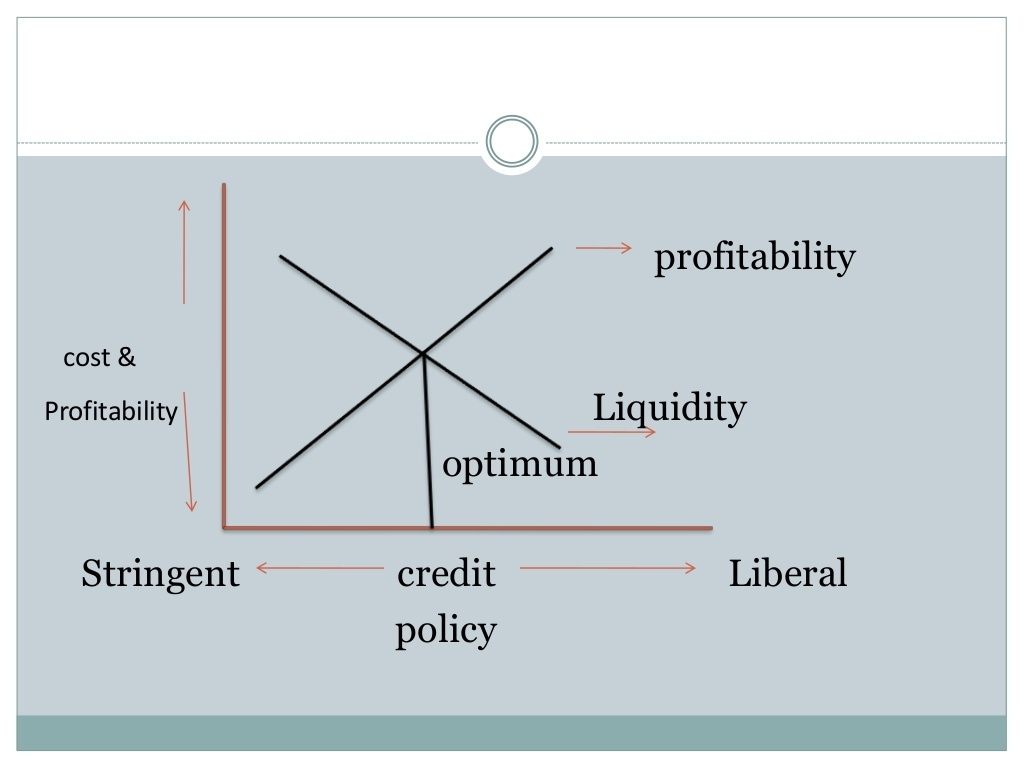 profitability
cost &
Profitability
Liquidity
optimum
Stringent credit Liberal
policy